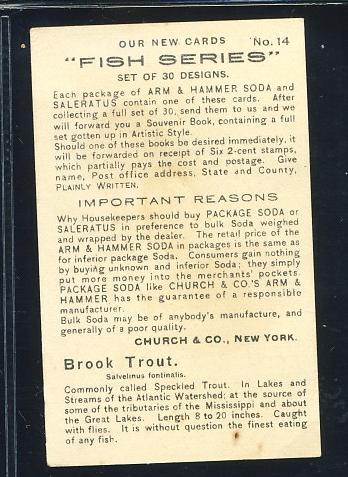 OUR NEW CARDS No. 14
"FISH SERIES"
SET OF 30 DESIGNS.
Each package of ARM & HAMMER SODA and
SALERATUS contain one of these cards. After
collecting a full set of 30, send them to us and we
will forward you a Souvenir Book, containing a full
set gotten up in Artistic Style.
Should one of these books be desired immediately, it
will be forwarded on receipt of Six 2-cent stamps,
which partially pays the cost and postage. Give
name, Post office address, State and County,
PLAINLY WRITTEN.
IMPORTANT REASONS
Why Housekeepers should buy PACKAGE SODA or
SALERATUS in preference to bulk Soda weighed
and wrapped by the dealer. The retail price of the
ARM & HAMMER SODA in packages is the same as
for inferior package Soda. Consumers gain nothing
by buying unknown and inferior Soda; they simply
put more money into the merchants' pockets.
PACKAGE SODA like CHURCH & CO.'S ARM &
HAMMER has the guarantee of a responsible
manufacturer.
Bulk Soda may be of anybody's manufacture, and
generally of a poor quality.
CHURCH & CO., NEW YORK.
Brook Trout.
Salvelinus fontinalis.
Commonly called Speckled Trout. In Lakes and
Streams of the Atlantic Watershed; at the source of
some of the tributaries of the Mississippi and about
the Great Lakes. Length 8 to 20 inches. Caught
with flies. It is without question the finest eating
of any fish.